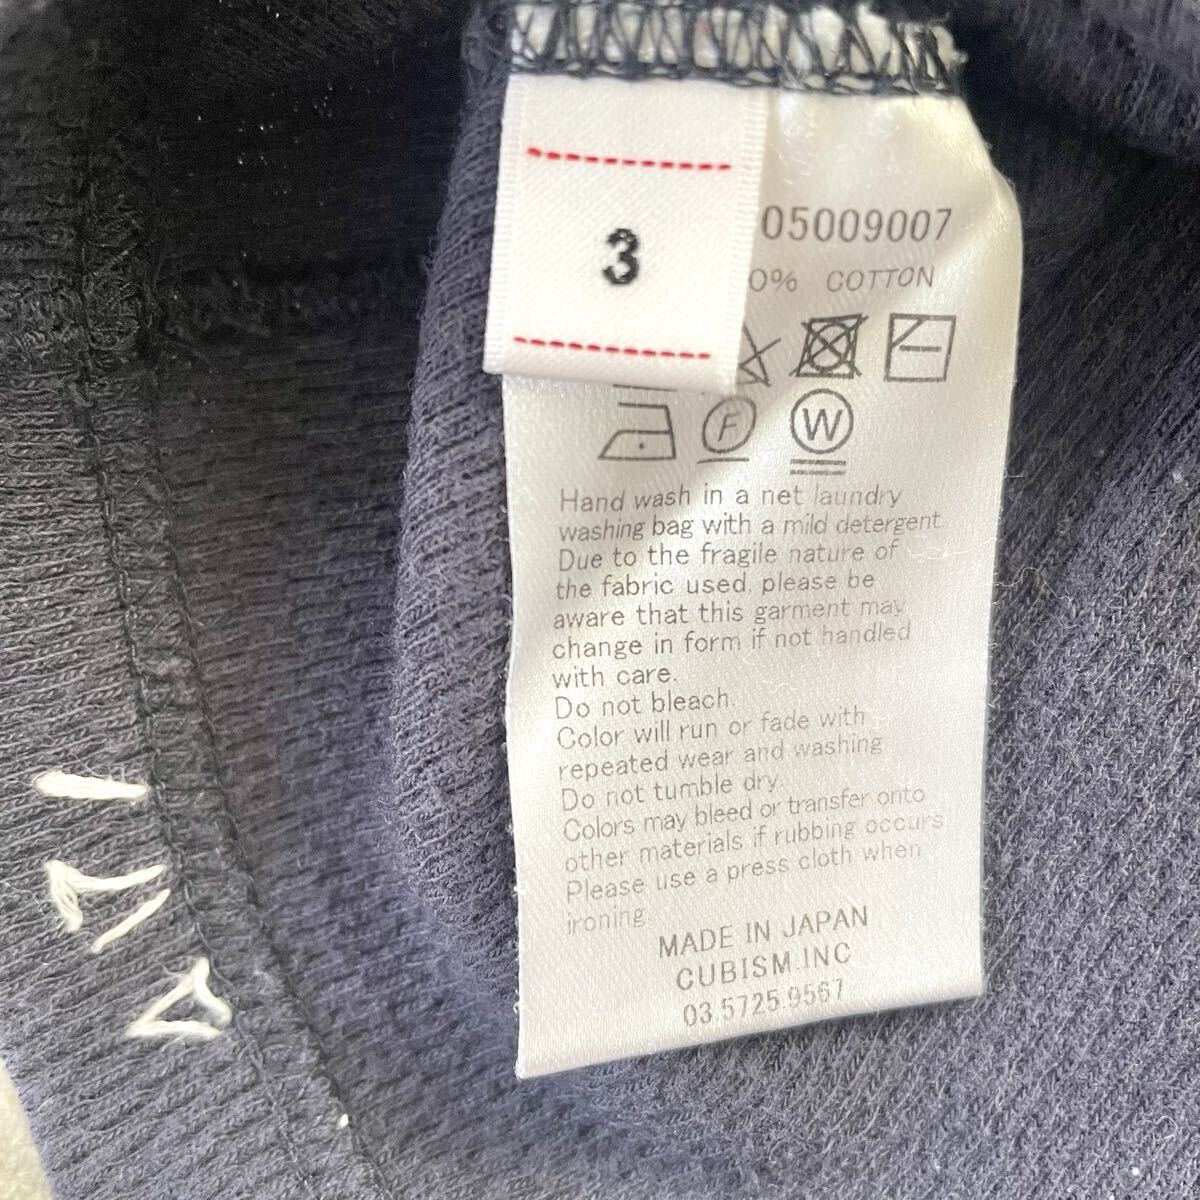 3
05009007
0% COTTON
F W
Hand wash in a net laundry
washing bag with a mild detergent.
Due to the fragile nature of
the fabric used, please be
aware that this garment may
change in form if not handled
with care.
Do not bleach.
Color will run or fade with
repeated wear and washing
Do not tumble dry.
Colors may bleed or transfer onto
other materials if rubbing occurs
Please use a press cloth when
ironing.
MADE IN JAPAN
CUBISM.INC
03.5725.9567